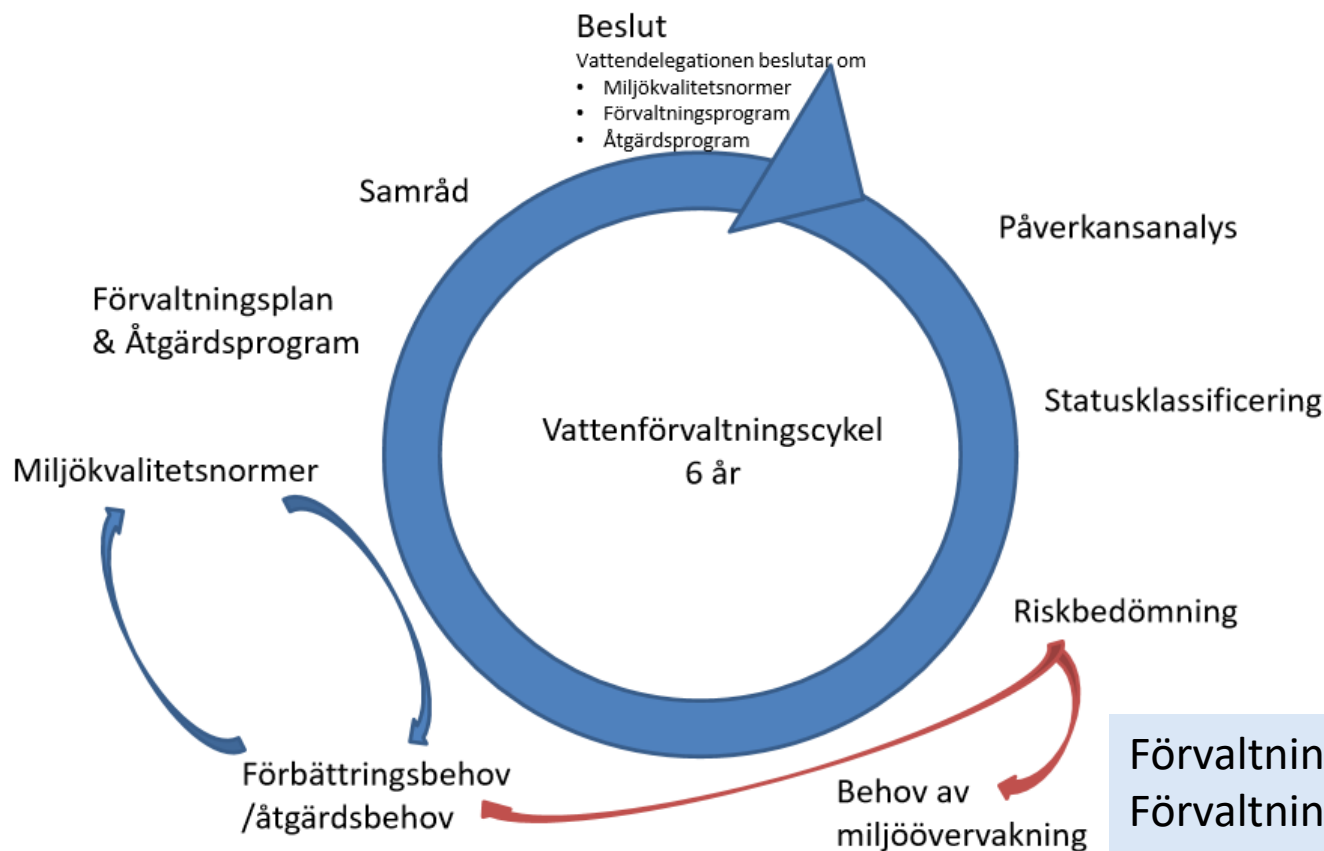 Beslut
Vattendelegationen beslutar om
• Miljökvalitetsnormer
• Förvaltningsprogram
• Åtgärdsprogram
Samråd
Påverkansanalys
Förvaltningsplan
& Åtgärdsprogram
Statusklassificering
Vattenförvaltningscykel
6 år
Miljökvalitetsnormer
Riskbedömning
Förbättringsbehov
/åtgärdsbehov
Behov av
miljöövervakning
Förvaltnin
Förvaltnin